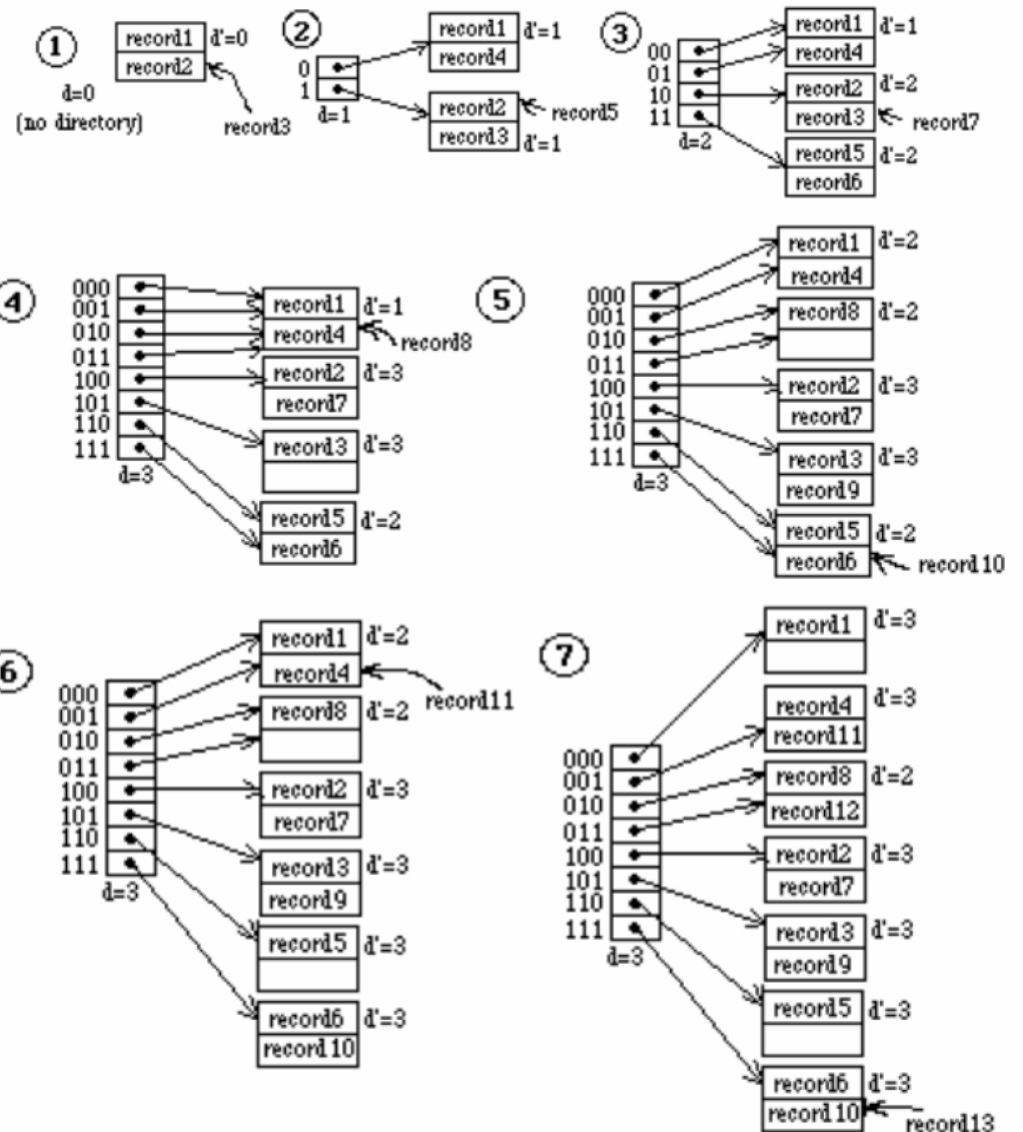 1
record1 d'=0
record2
d=0
(no directory)
record3
2
0
1
d=1
record1 d'=1
record4
record2
record3 d'=1
record5
3
00
01
10
11
d=2
record1 d'=1
record4
record2 d'=2
record3
record7
record5 d'=2
record6
4
000
001
010
011
100
101
110
111
d=3
record1 d'=1
record4
record8
record2 d'=3
record7
record3 d'=3
record5 d'=2
record6
5
000
001
010
011
100
101
110
111
d=3
record1 d'=2
record4
record8 d'=2
record2 d'=3
record7
record3 d'=3
record9
record5 d'=2
record6
record10
6
000
001
010
011
100
101
110
111
d=3
record1 d'=2
record4
record11
record8 d'=2
record2 d'=3
record7
record3 d'=3
record9
record5 d'=3
record6 d'=3
record10
7
000
001
010
011
100
101
110
111
d=3
record1 d'=3
record4 d'=3
record11
record8 d'=2
record12
record2 d'=3
record7
record3 d'=3
record9
record5 d'=3
record6 d'=3
record10
record13